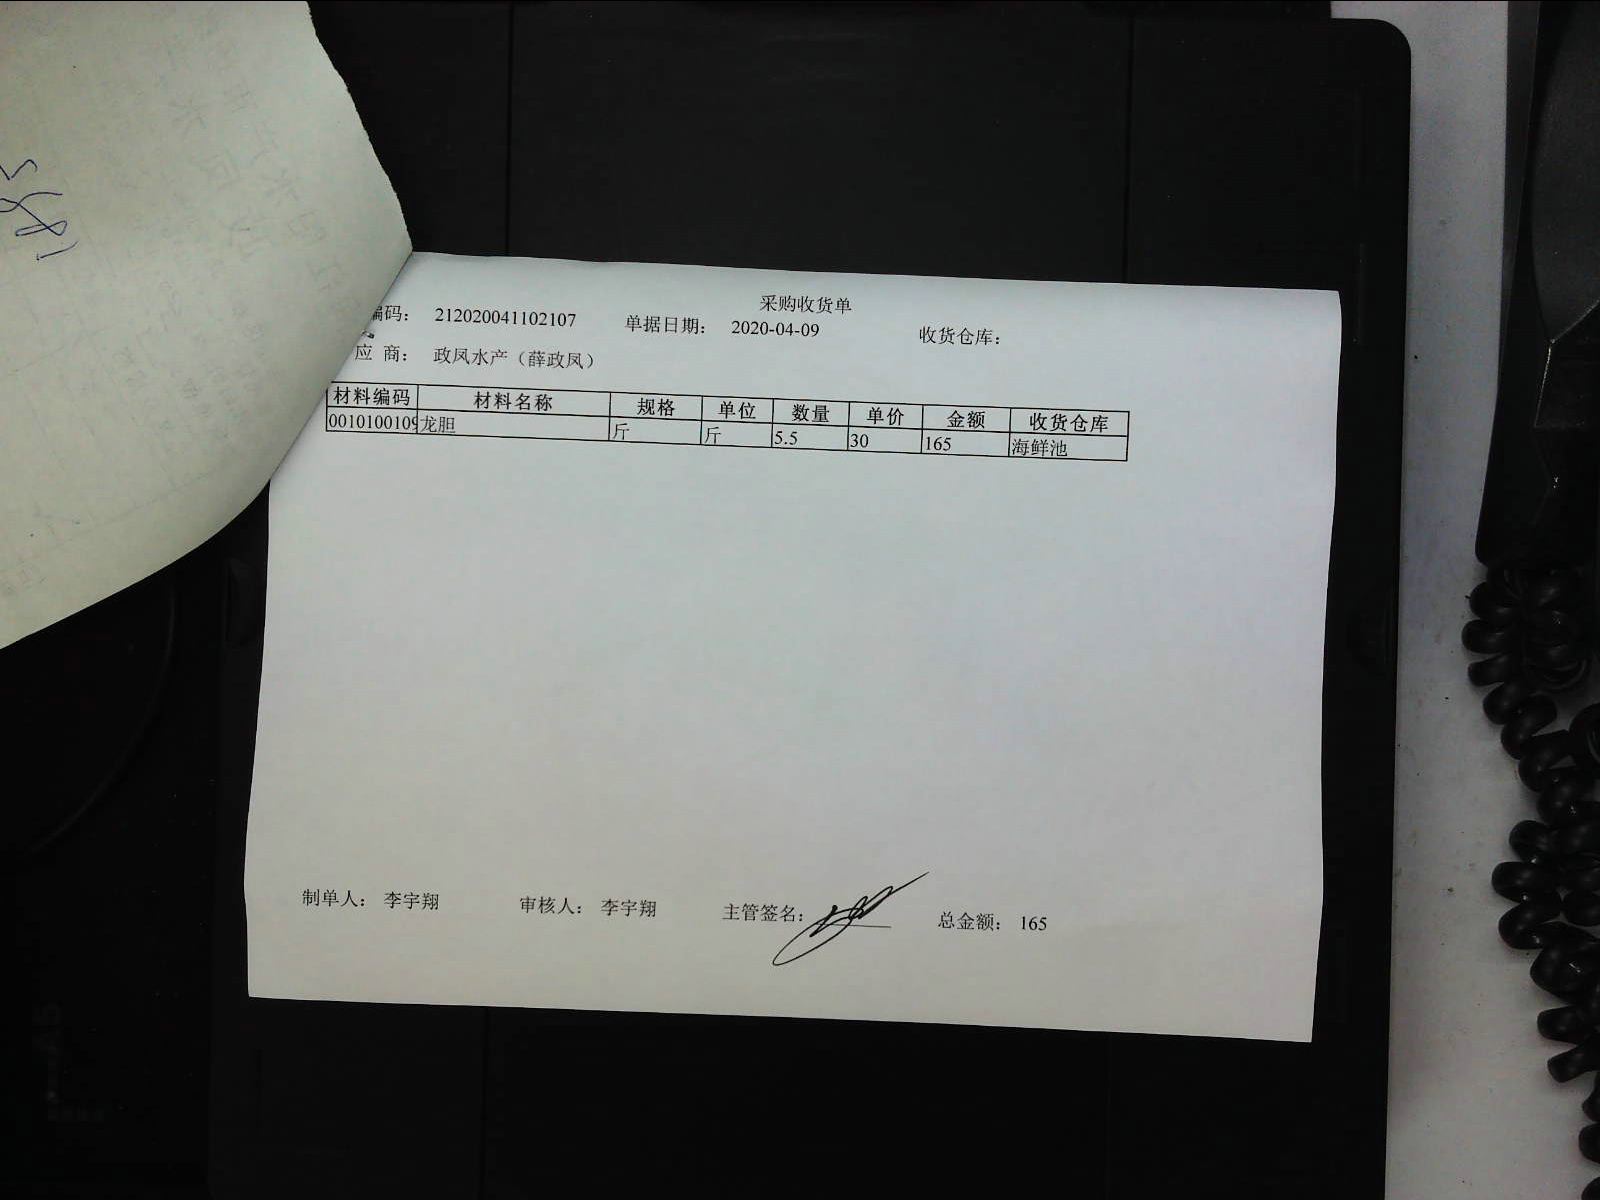 采购收货单
编码： 212020041102107 单据日期： 2020-04-09 收货仓库：
应 商： 政凤水产（薛政凤）
材料编码 材料名称 规格 单位 数量 单价 金额 收货仓库
0010100109 龙胆 斤 斤 5.5 30 165 海鲜池
制单人： 李宇翔 审核人： 李宇翔 主管签名： 总金额： 165